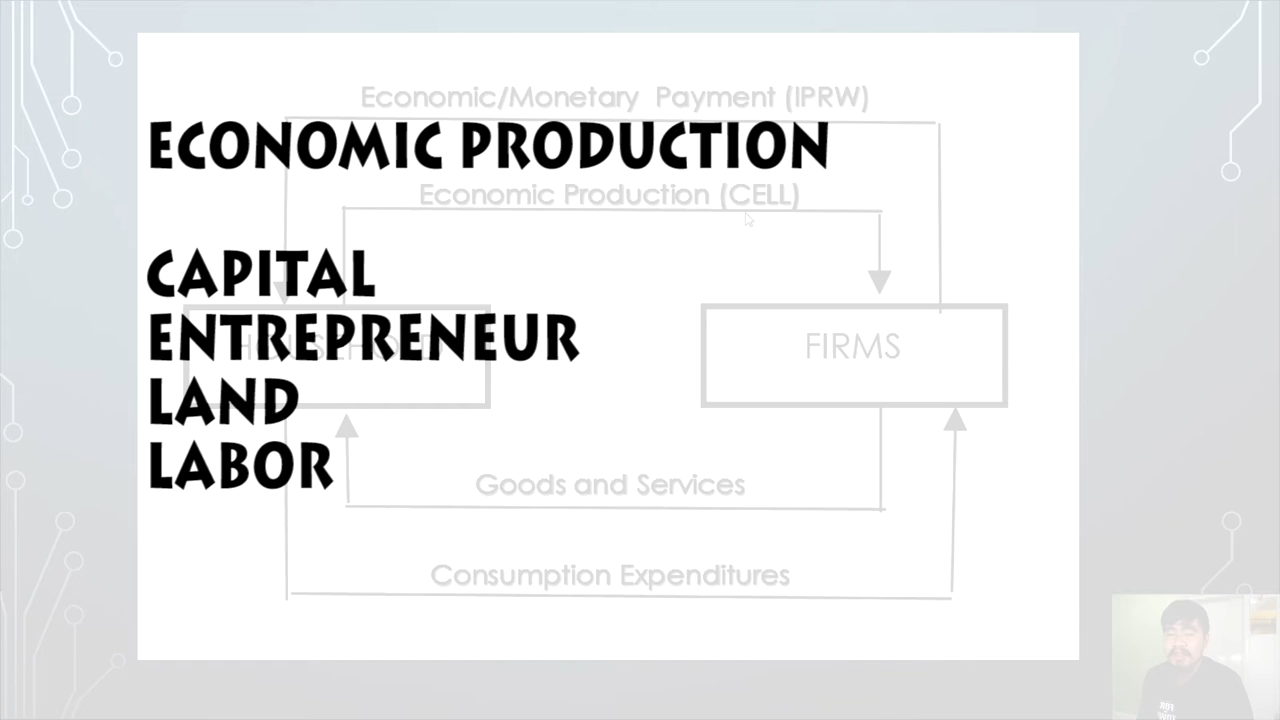 Economic/Monetary Payment (IPRW)
ECONOMIC PRODUCTION
Economic Production (CELL)
CAPITAL
ENTREPRENEUR
HOUSEHOLD
FIRMS
LAND
LABOR
Goods and Services
Consumption Expenditures